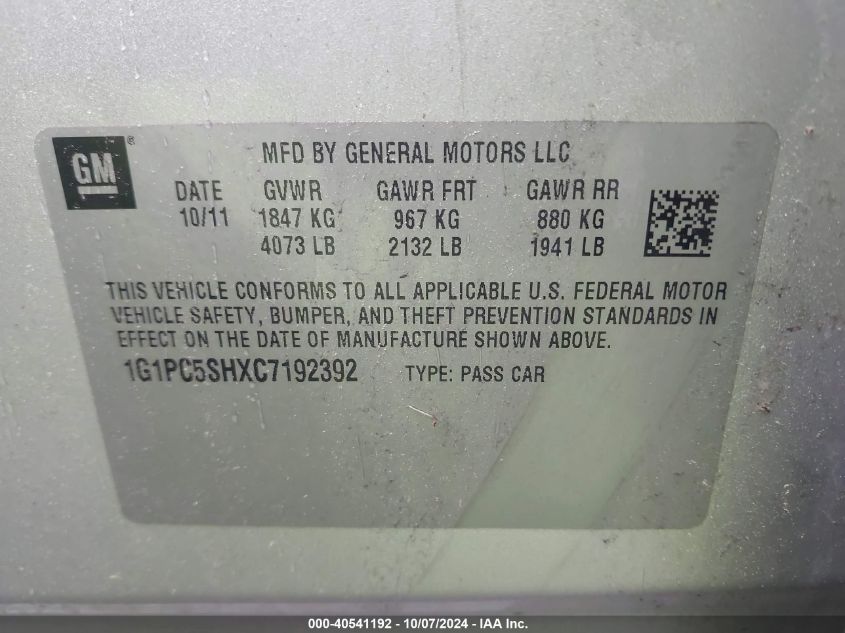 GM
MFD BY GENERAL MOTORS LLC
DATE GVWR GAWR FRT GAWR RR
10/11 1847 KG 967 KG 880 KG
4073 LB 2132 LB 1941 LB
THIS VEHICLE CONFORMS TO ALL APPLICABLE U.S. FEDERAL MOTOR
VEHICLE SAFETY, BUMPER, AND THEFT PREVENTION STANDARDS IN
EFFECT ON THE DATE OF MANUFACTURE SHOWN ABOVE.
1G1PC5SHXC7192392 TYPE: PASS CAR
000-40541192 - 10/07/2024 - IAA Inc.